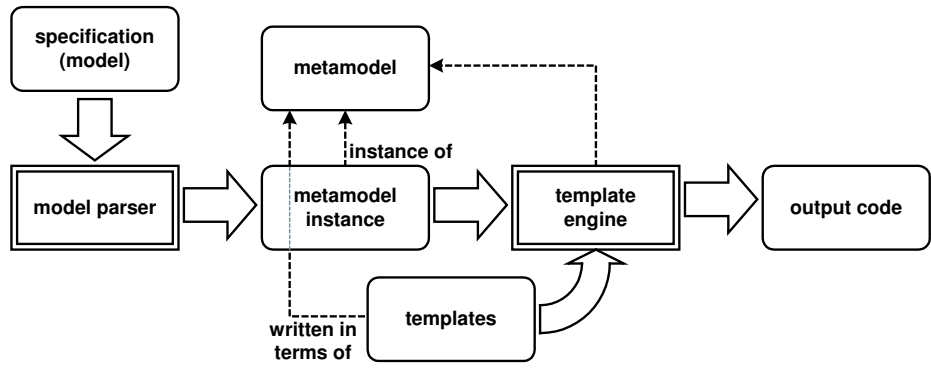 specification
(model)
metamodel
instance of
model parser
metamodel
instance
template
engine
output code
templates
written in
terms of